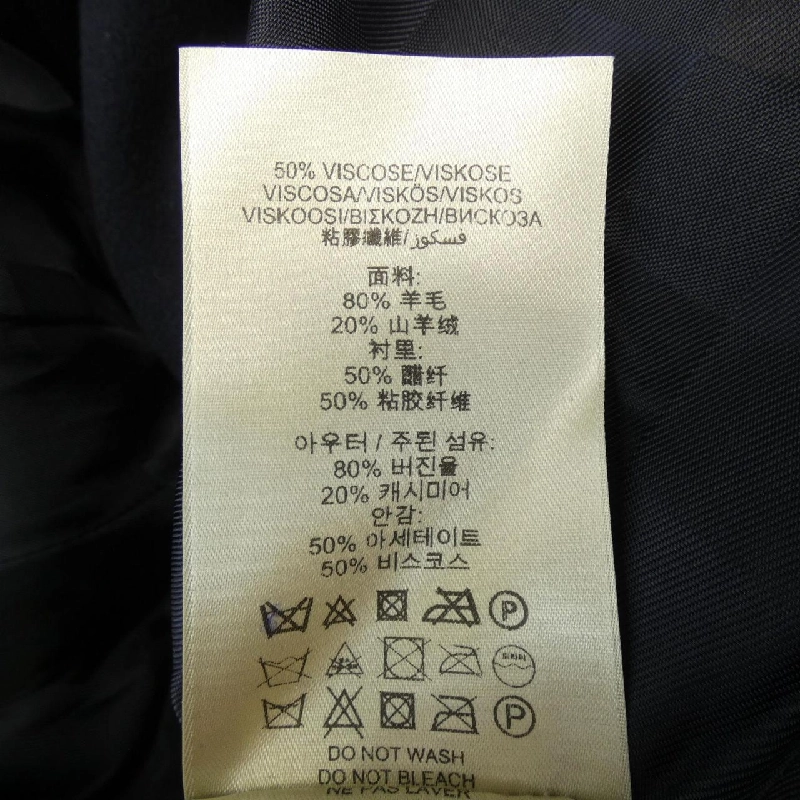 50% VISCOSE/VISKOSE
VISCOSA/VISKÓS/VISKOS
VISKOOSI/ΒΙΣΚΟΖΗ/ВИСКОЗА
粘膠纖維/فسكوز
面料:
80% 羊毛
20% 山羊绒
衬里:
50% 醋纤
50% 粘胶纤维
아우터 / 주된 섬유:
80% 버진울
20% 캐시미어
안감:
50% 아세테이트
50% 비스코스
P
P
DO NOT WASH
DO NOT BLEACH
NE PAS LAVER